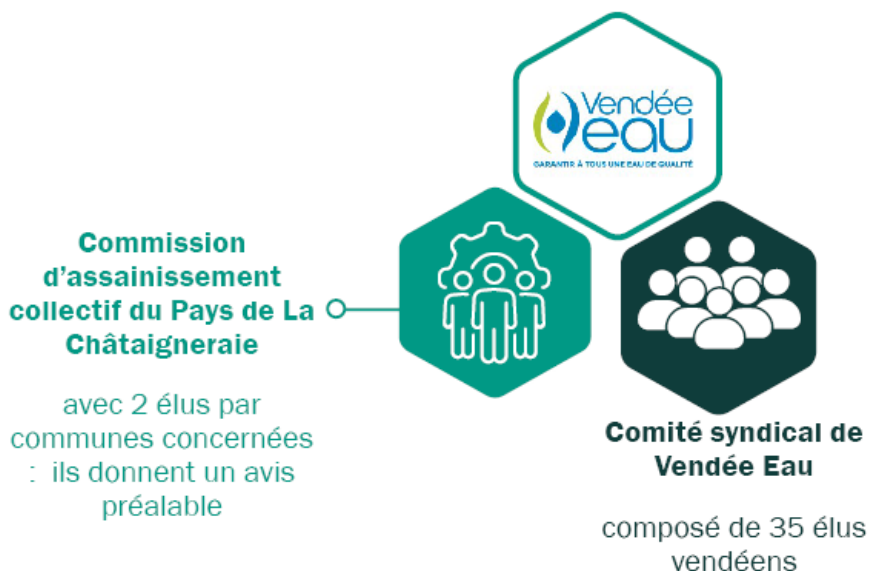 Vendée
eau
GARANTIR À TOUS UNE EAU DE QUALITÉ
Commission
d'assainissement
collectif du Pays de La
Châtaigneraie
avec 2 élus par
communes concernées
: ils donnent un avis
préalable
Comité syndical de
Vendée Eau
composé de 35 élus
vendéens